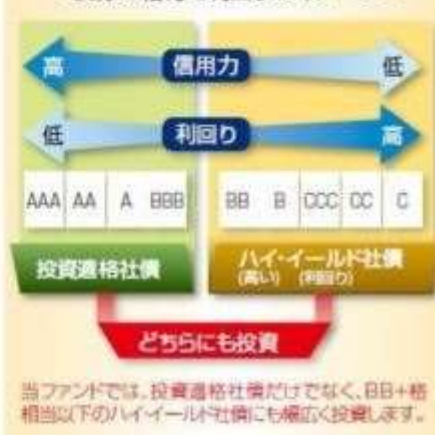 高 信用力 低
低 利回り 高
AAA AA A BBB BB B CCC CC C
投資適格社債 ハイ・イールド社債
(高い) (利回り)
どちらにも投資
当ファンドでは、投資適格社債だけでなく、BB+格
相当以下のハイ・イールド社債にも幅広く投資します。